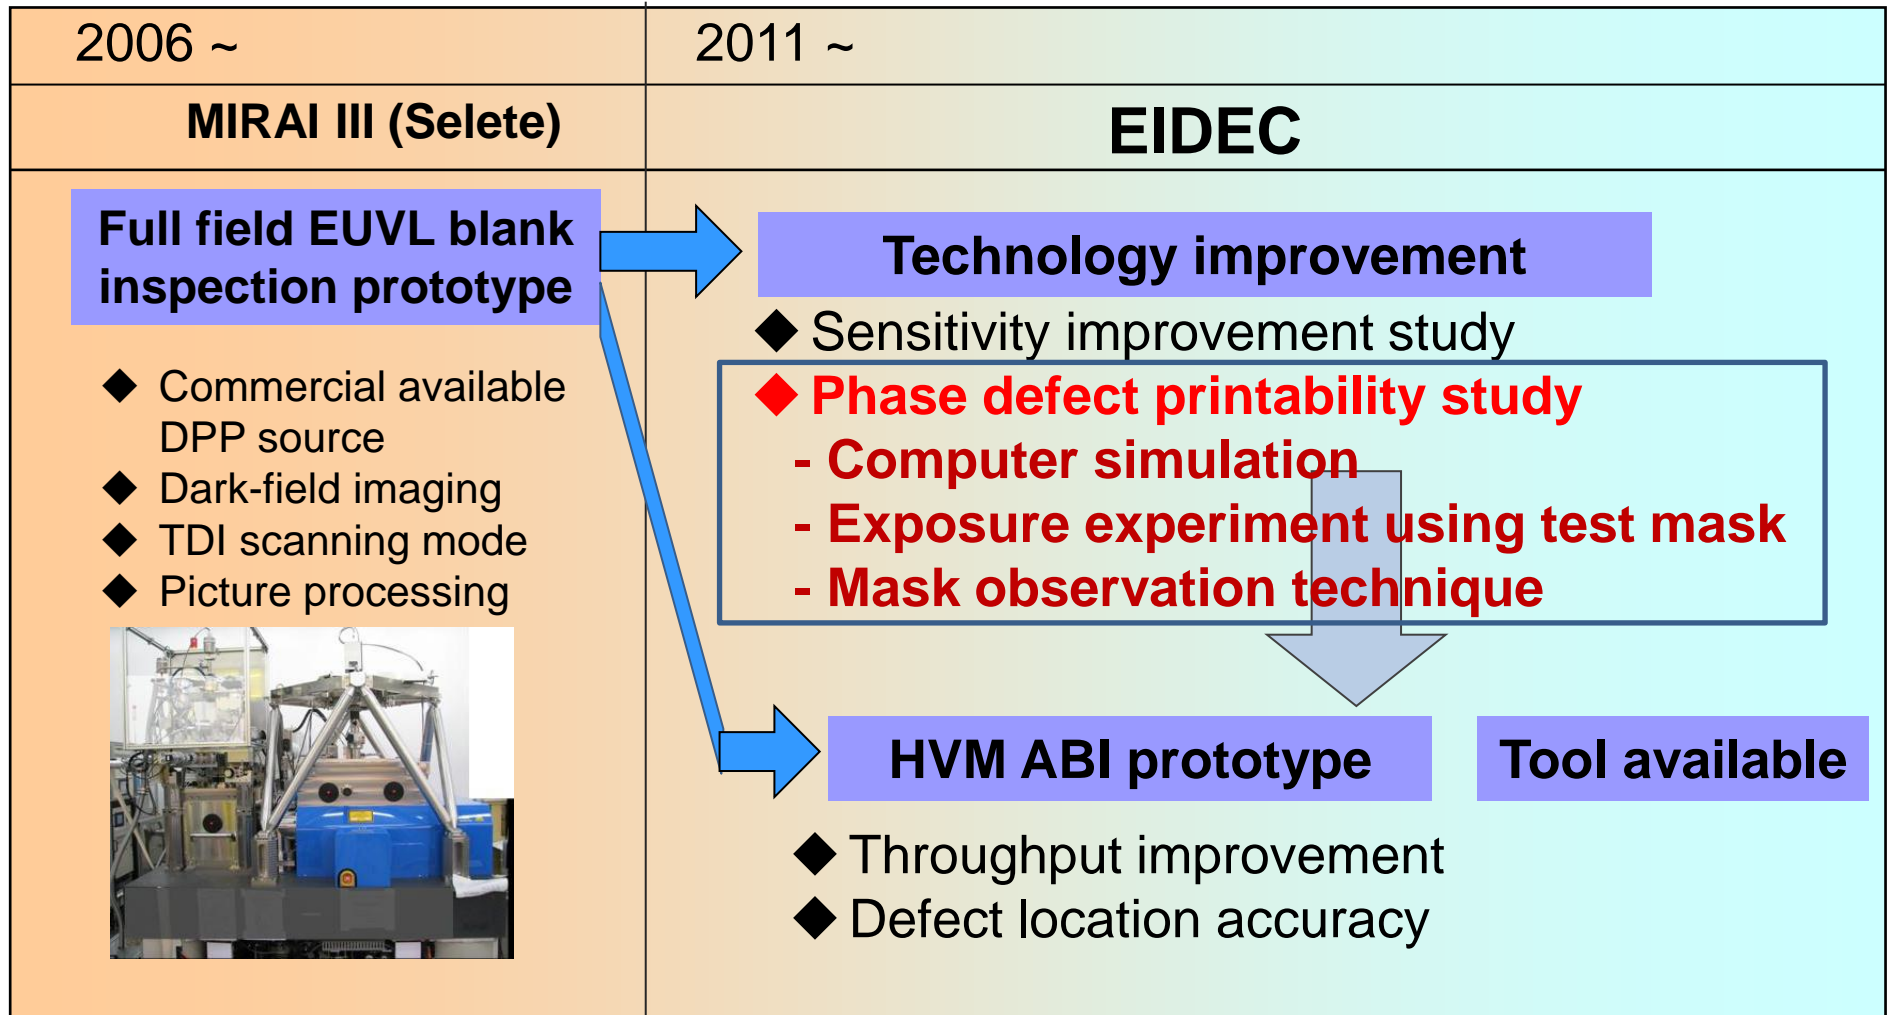 2006 ~
2011 ~
MIRAI III (Selete)
EIDEC
Full field EUVL blank
inspection prototype
◆ Commercial available
DPP source
◆ Dark-field imaging
◆ TDI scanning mode
◆ Picture processing
Technology improvement
◆ Sensitivity improvement study
◆ Phase defect printability study
- Computer simulation
- Exposure experiment using test mask
- Mask observation technique
HVM ABI prototype
Tool available
◆ Throughput improvement
◆ Defect location accuracy